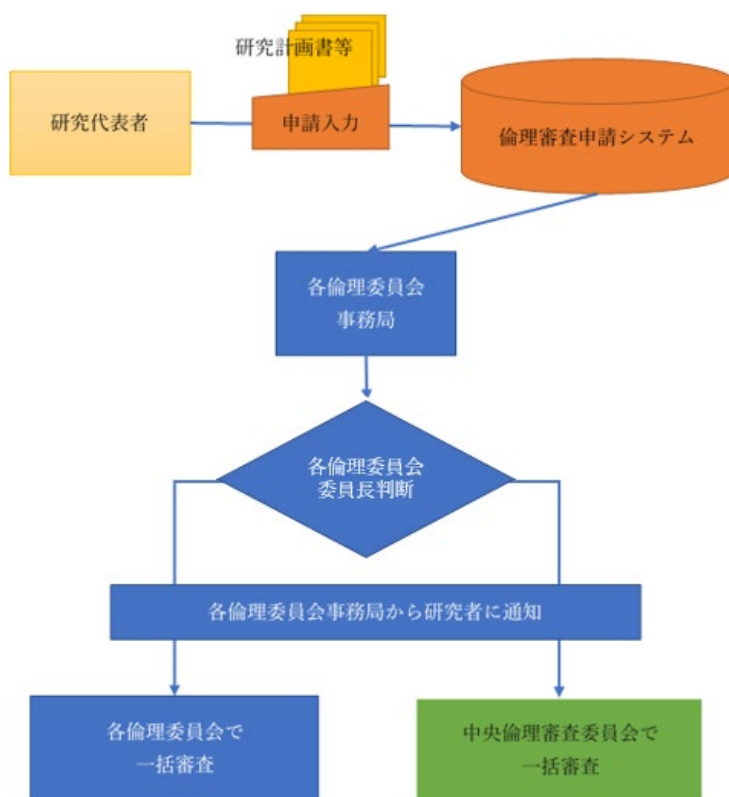 研究計画書等
研究代表者
申請入力
倫理審査申請システム
各倫理委員会
事務局
各倫理委員会
委員長判断
各倫理委員会事務局から研究者に通知
各倫理委員会で
一括審査
中央倫理審査委員会で
一括審査